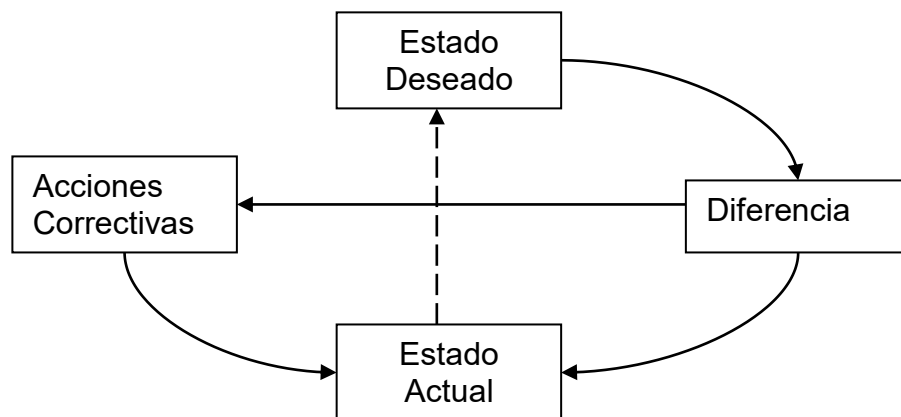 Estado
Deseado
Acciones
Correctivas
Diferencia
Estado
Actual